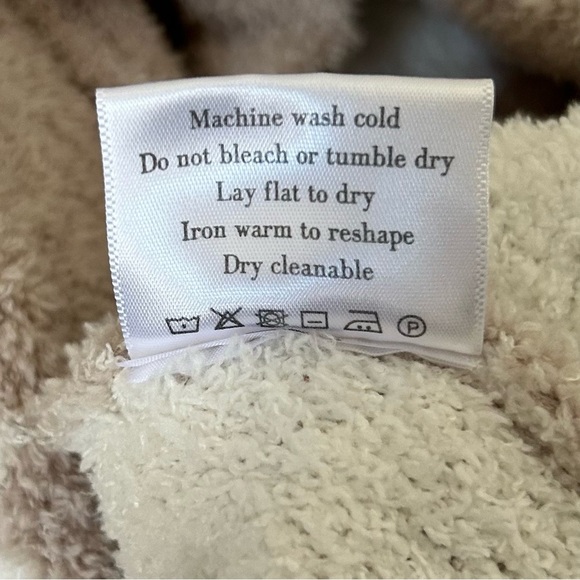 Machine wash cold
Do not bleach or tumble dry
Lay flat to dry
Iron warm to reshape
Dry cleanable
P